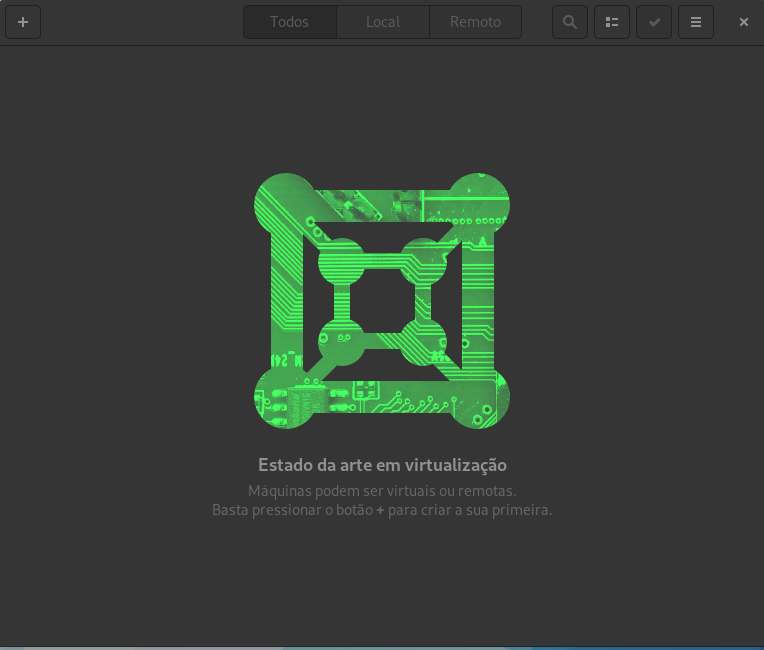 Todos Local Remoto
Estado da arte em virtualização
Máquinas podem ser virtuais ou remotas.
Basta pressionar o botão + para criar a sua primeira.